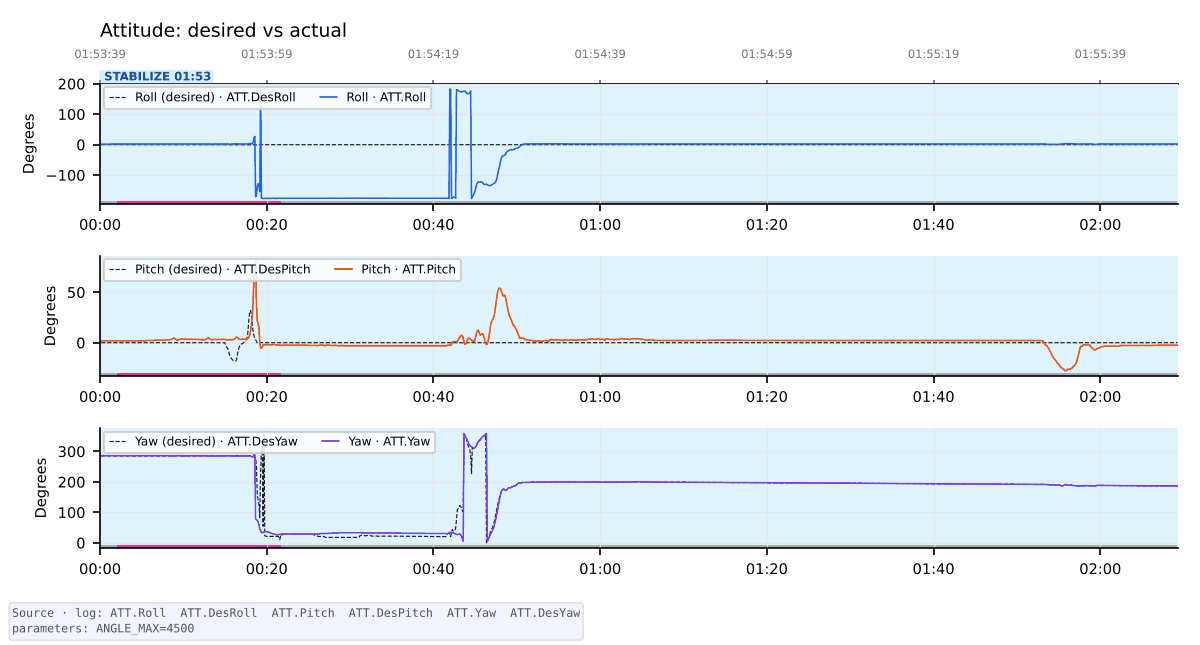 Attitude: desired vs actual
01:53:39 01:53:59 01:54:19 01:54:39 01:54:59 01:55:19 01:55:39
STABILIZE 01:53
Roll (desired) · ATT.DesRoll Roll · ATT.Roll
Degrees
200
100
0
−100
00:00 00:20 00:40 01:00 01:20 01:40 02:00
Pitch (desired) · ATT.DesPitch Pitch · ATT.Pitch
Degrees
50
0
00:00 00:20 00:40 01:00 01:20 01:40 02:00
Yaw (desired) · ATT.DesYaw Yaw · ATT.Yaw
Degrees
300
200
100
0
00:00 00:20 00:40 01:00 01:20 01:40 02:00
Source · log: ATT.Roll ATT.DesRoll ATT.Pitch ATT.DesPitch ATT.Yaw ATT.DesYaw
parameters: ANGLE_MAX=4500